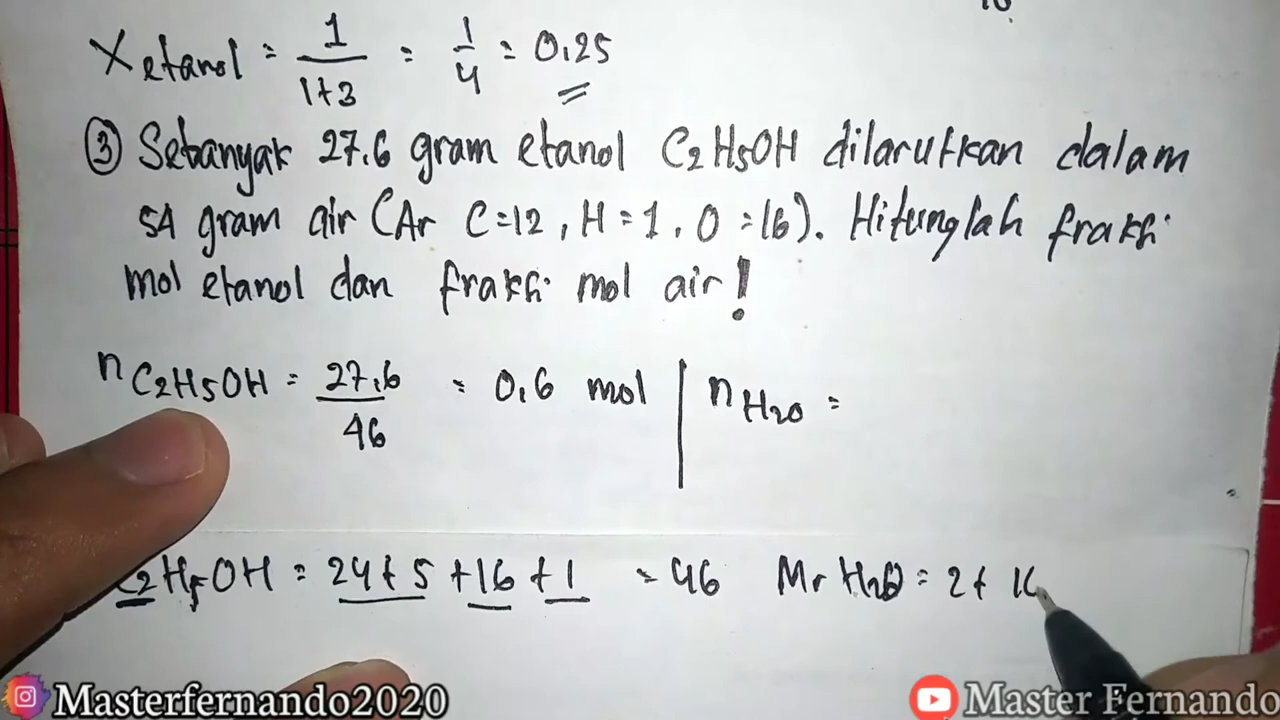 X etanol = 1/1+3 = 1/4 = 0.25
③ Sebanyak 27.6 gram etanol C2H5OH dilarutkan dalam
54 gram air (Ar C=12, H=1, O=16). Hitunglah fraksi
mol etanol dan fraksi mol air!
n C2H5OH = 27.6/46 = 0.6 mol | n H2O =
C2H5OH = 24+5+16+1 = 46 Mr H2O = 2+ 16
Masterfernando2020
Master Fernando